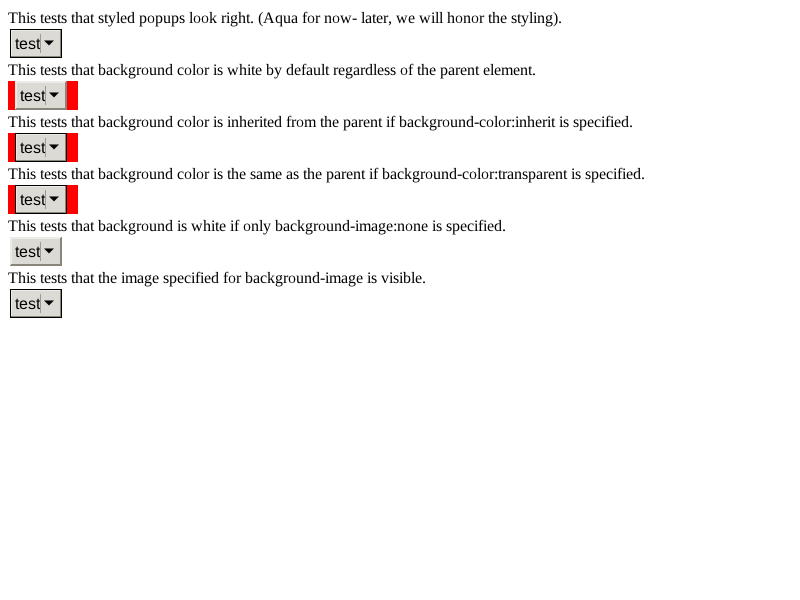 This tests that styled popups look right. (Aqua for now- later, we will honor the styling).
test
This tests that background color is white by default regardless of the parent element.
test
This tests that background color is inherited from the parent if background-color:inherit is specified.
test
This tests that background color is the same as the parent if background-color:transparent is specified.
test
This tests that background is white if only background-image:none is specified.
test
This tests that the image specified for background-image is visible.
test